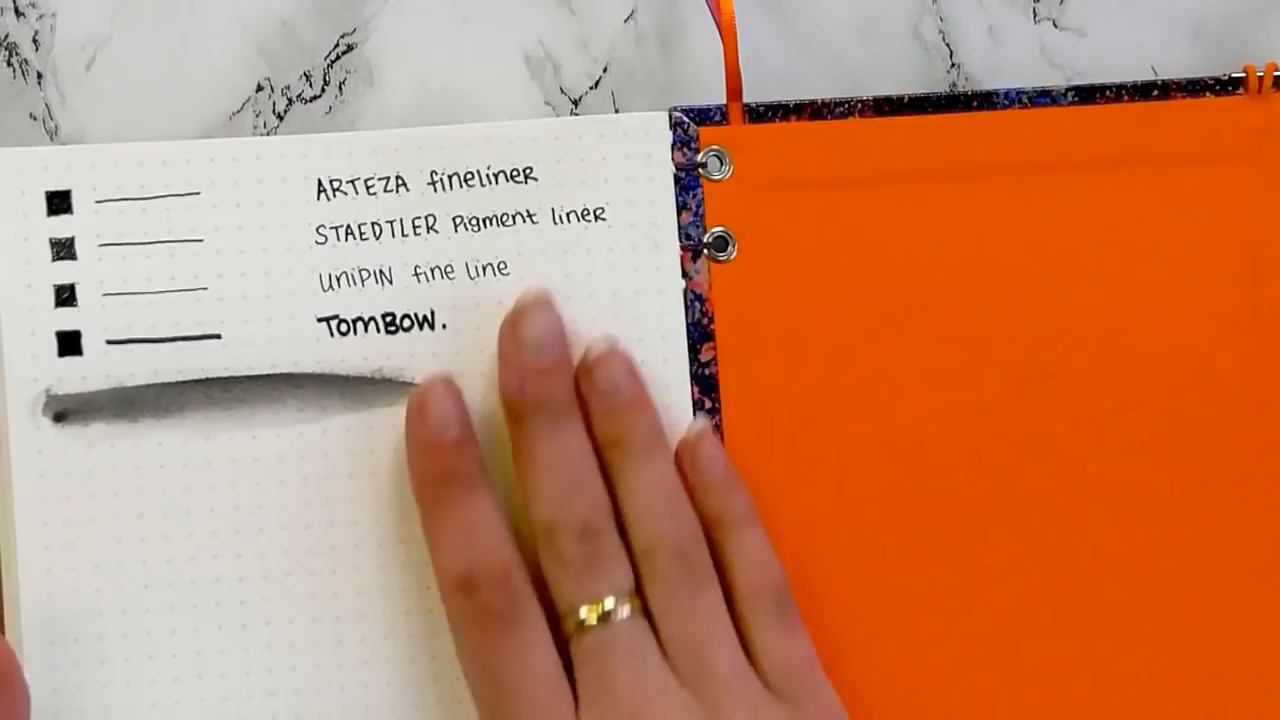 ARTEZA fineliner
STAEDTLER Pigment liner
UniPIN fine line
TomBOW.